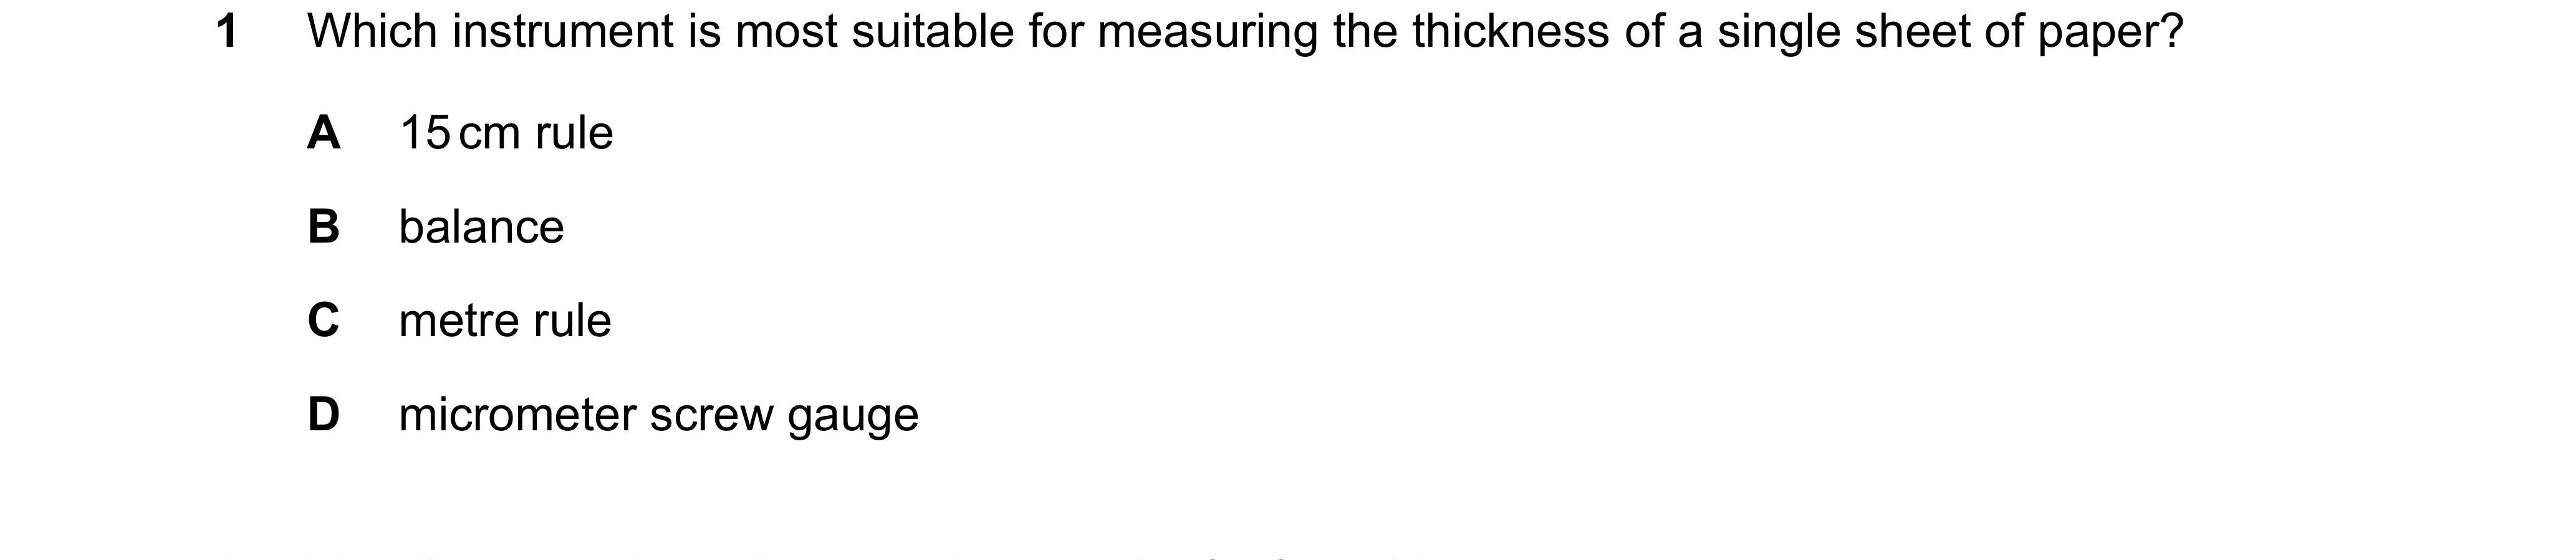 1 Which instrument is most suitable for measuring the thickness of a single sheet of paper?
A 15 cm rule
B balance
C metre rule
D micrometer screw gauge